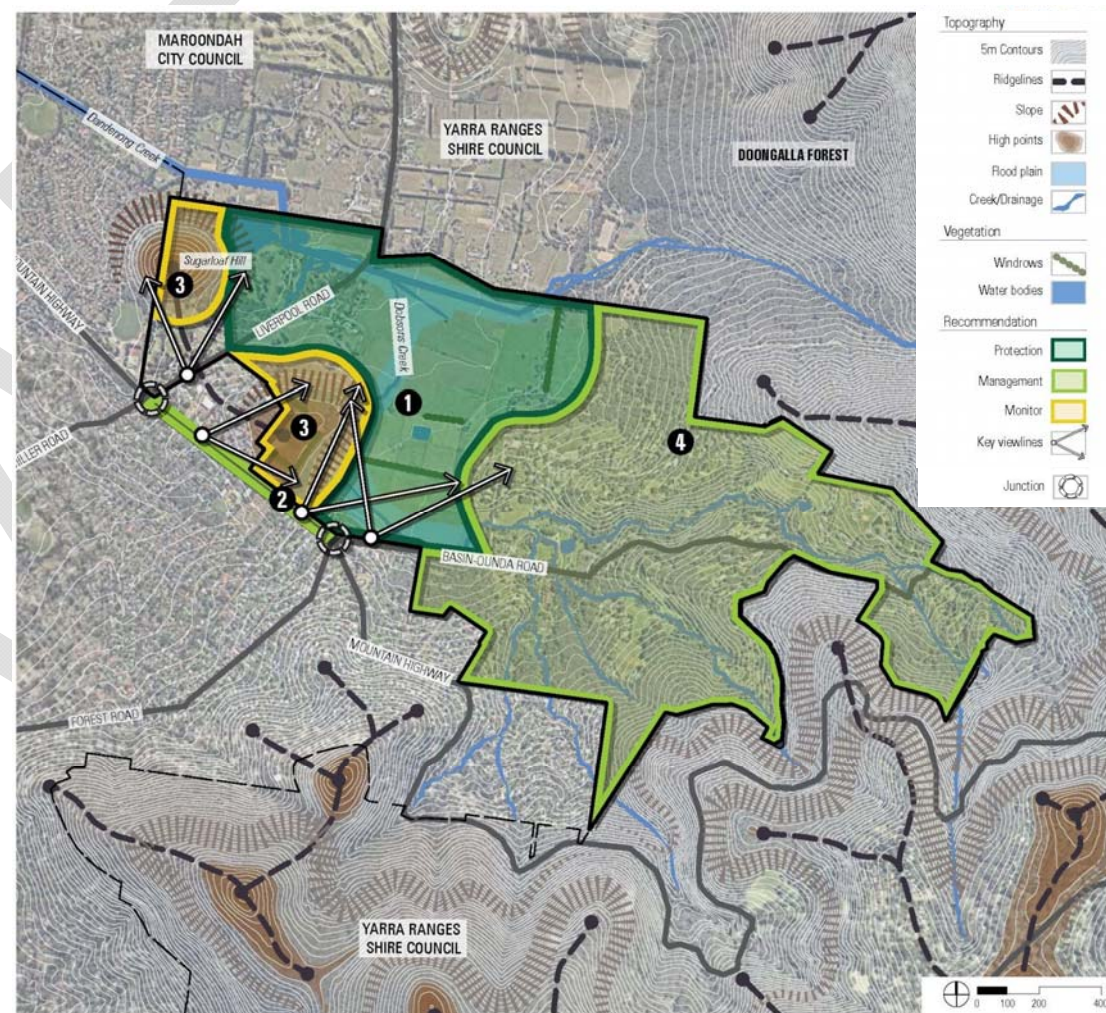 MAROONDAH
CITY COUNCIL
YARRA RANGES
SHIRE COUNCIL
DOONGALLA FOREST
Dandenong Creek
Sugarloaf Hill
3
MOUNTAIN HIGHWAY
LIVERPOOL ROAD
Dobsons Creek
1
3
4
2
BASIN-OLINDA ROAD
MOUNTAIN HIGHWAY
FOREST ROAD
YARRA RANGES
SHIRE COUNCIL
Topography
5m Contours
Ridgelines
Slope
High points
Flood plain
Creek/Drainage
Vegetation
Windrows
Water bodies
Recommendation
Protection
Management
Monitor
Key viewlines
Junction
0 100 200 400